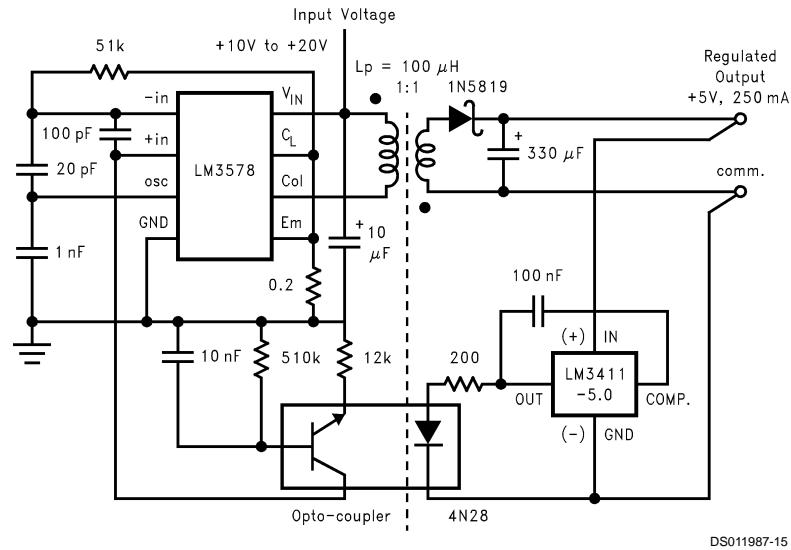 Input Voltage
51k
+10V to +20V
Lp = 100 μH
1:1
1N5819
Regulated
Output
+5V, 250 mA
-in
VIN
100 pF
+in
CL
+
330 μF
20 pF
LM3578
osc
Col
comm.
GND
Em
+
10
μF
1 nF
0.2
100 nF
(+) IN
10 nF
510k
12k
200
LM3411
-5.0
OUT
COMP.
(-) GND
Opto-coupler
4N28
DS011987-15